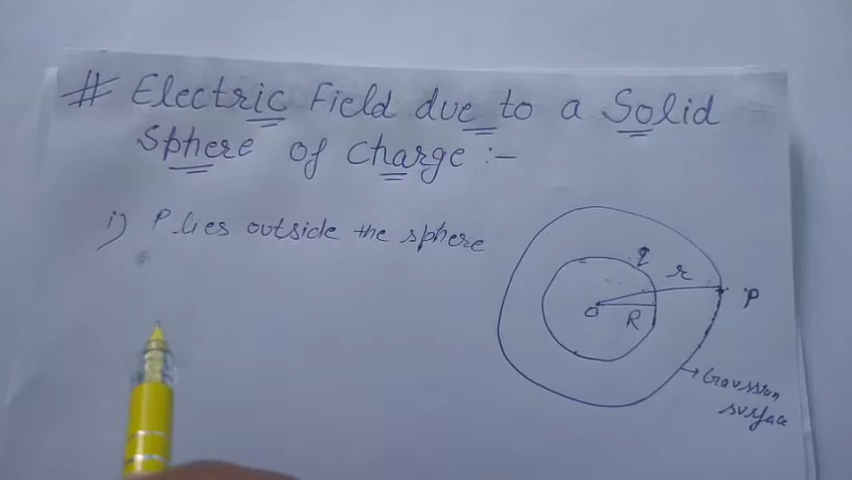 # Electric Field due to a Solid
Sphere of Charge :-
i) P lies outside the sphere
q
r
P
O
R
Gaussian
surface